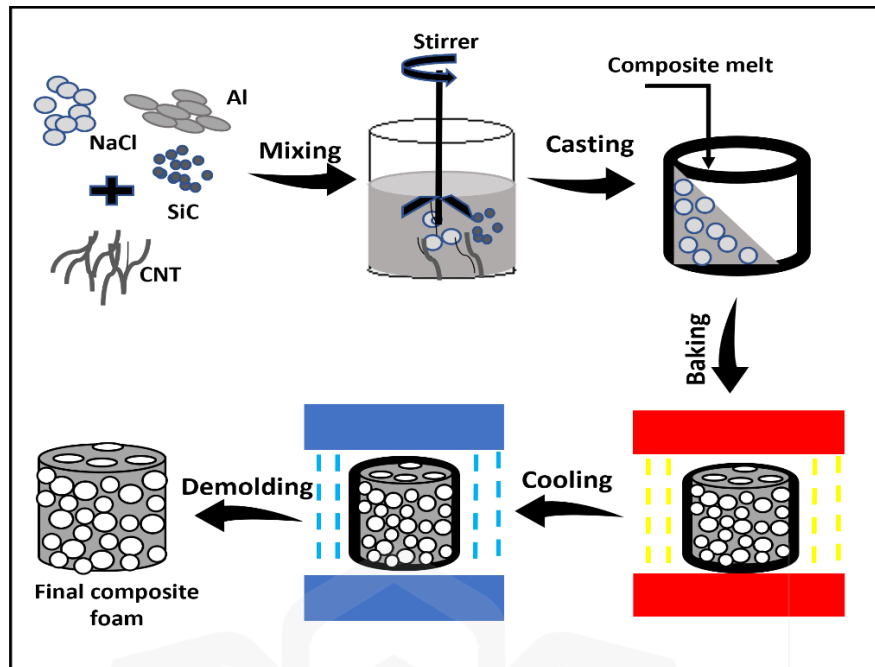 Stirrer
Composite melt
Al
NaCl
Mixing
Casting
SiC
CNT
Baking
Cooling
Demolding
Final composite
foam